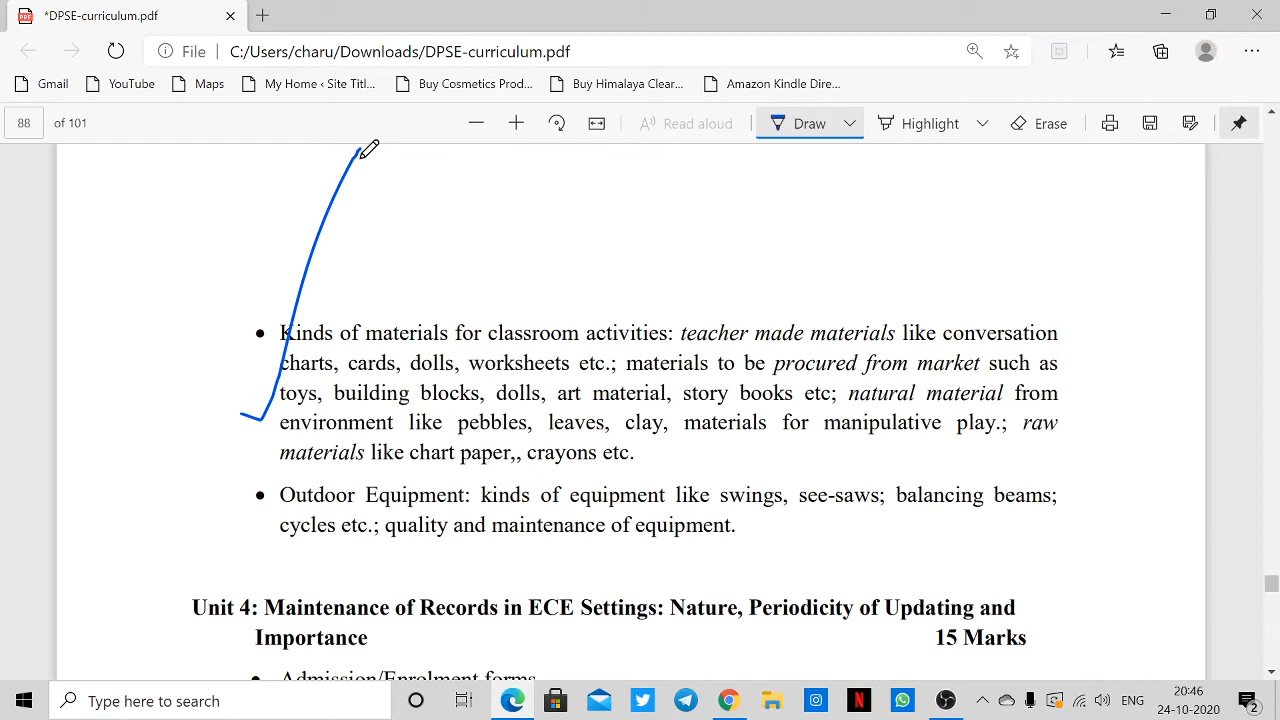 *DPSE-curriculum.pdf
File C:/Users/charu/Downloads/DPSE-curriculum.pdf
Gmail YouTube Maps My Home ‹ Site Titl... Buy Cosmetics Prod... Buy Himalaya Clear... Amazon Kindle Dire...
88 of 101 Read aloud Draw Highlight Erase
• Kinds of materials for classroom activities: teacher made materials like conversation
charts, cards, dolls, worksheets etc.; materials to be procured from market such as
toys, building blocks, dolls, art material, story books etc; natural material from
environment like pebbles, leaves, clay, materials for manipulative play.; raw
materials like chart paper,, crayons etc.
• Outdoor Equipment: kinds of equipment like swings, see-saws; balancing beams;
cycles etc.; quality and maintenance of equipment.
Unit 4: Maintenance of Records in ECE Settings: Nature, Periodicity of Updating and
Importance 15 Marks
• Admission/Enrolment forms
Type here to search ENG 20:46
24-10-2020 2